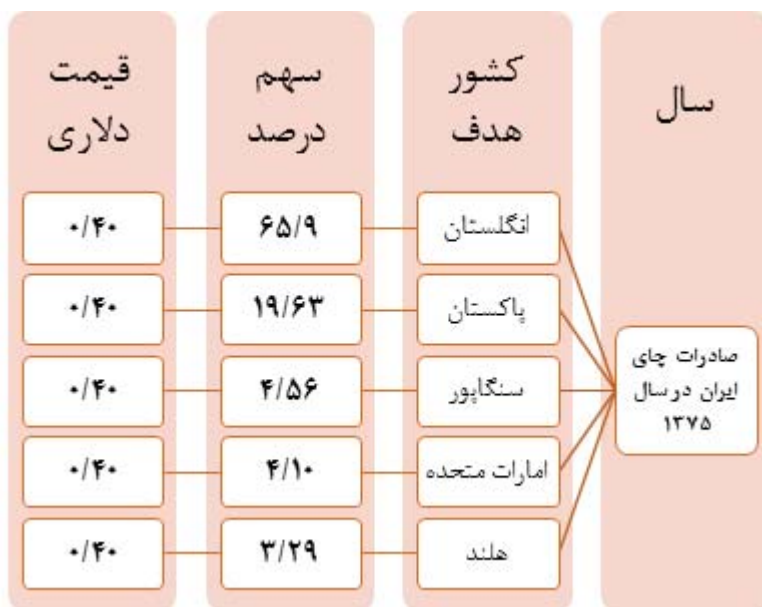 سال
کشور
هدف
سهم
درصد
قیمت
دلاری
صادرات چای
ایران در سال
۱۳۷۵
انگلستان
۶۵/۹
۰/۴۰
پاکستان
۱۹/۶۳
۰/۴۰
سنگاپور
۴/۵۶
۰/۴۰
امارات متحده
۴/۱۰
۰/۴۰
هلند
۳/۲۹
۰/۴۰